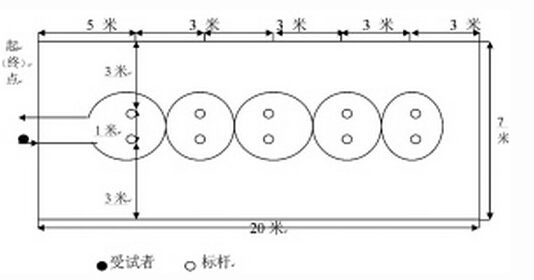 5 米 3 米 3 米 3 米 3 米
起
(终)
点
3 米
1 米
3 米
7
米
20 米
受试者 标杆